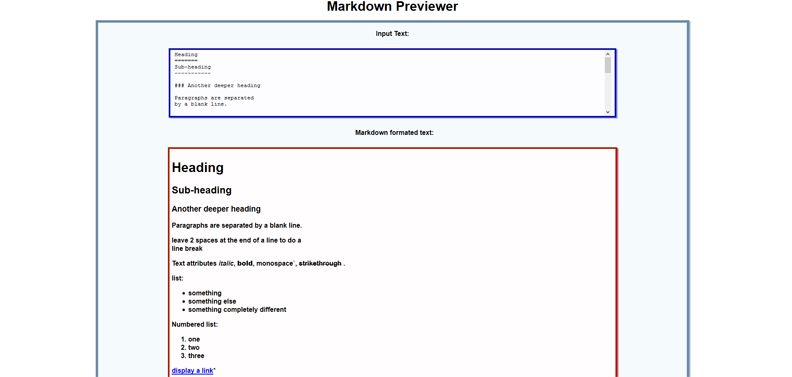 Markdown Previewer
Input Text:
Heading
=======
Sub-heading
-----------
### Another deeper heading
Paragraphs are separated
by a blank line.
Markdown formated text:
Heading
Sub-heading
Another deeper heading
Paragraphs are separated by a blank line.
leave 2 spaces at the end of a line to do a
line break
Text attributes italic, bold, monospace`, strikethrough .
list:
• something
• something else
• something completely different
Numbered list:
1. one
2. two
3. three
display a link"